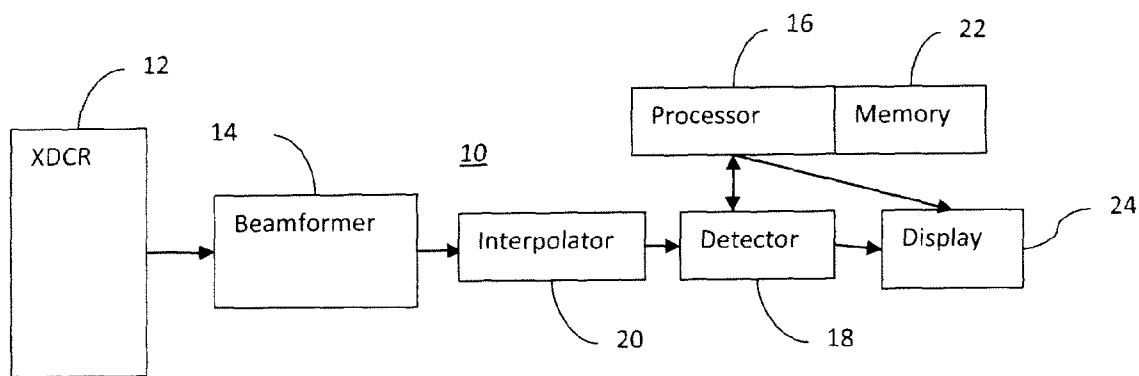 12
XDCR
14
Beamformer
10
Interpolator
20
16
22
Processor
Memory
Detector
18
Display
24